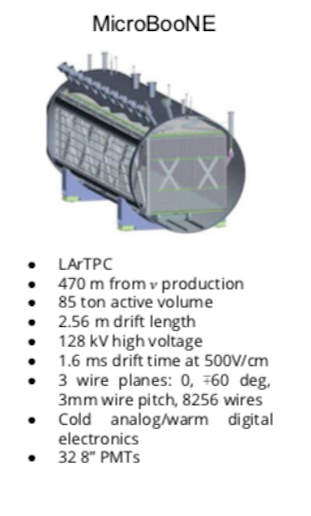 MicroBooNE
• LArTPC
• 470 m from ν production
• 85 ton active volume
• 2.56 m drift length
• 128 kV high voltage
• 1.6 ms drift time at 500V/cm
• 3 wire planes: 0, ∓60 deg,
3mm wire pitch, 8256 wires
• Cold analog/warm digital
electronics
• 32 8” PMTs